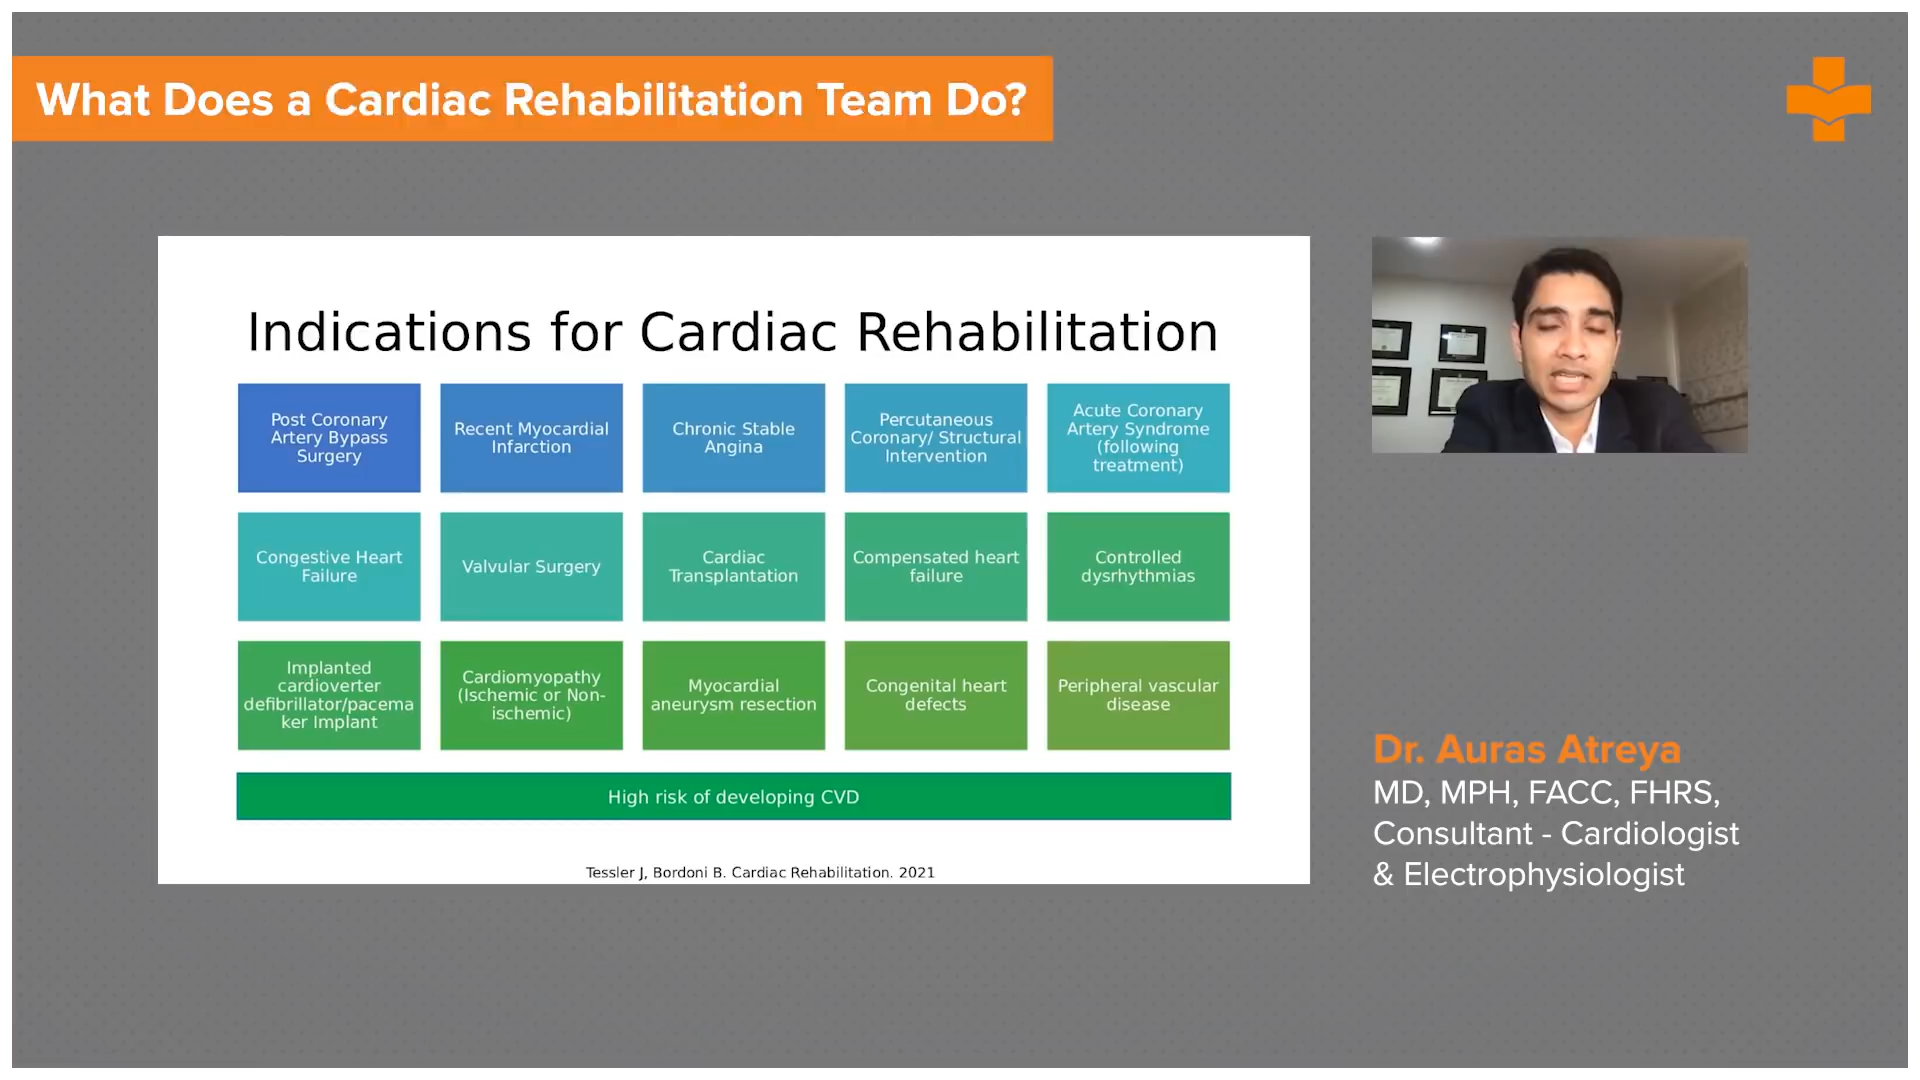 What Does a Cardiac Rehabilitation Team Do?
Indications for Cardiac Rehabilitation
Post Coronary
Artery Bypass
Surgery
Recent Myocardial
Infarction
Chronic Stable
Angina
Percutaneous
Coronary/ Structural
Intervention
Acute Coronary
Artery Syndrome
(following
treatment)
Congestive Heart
Failure
Valvular Surgery
Cardiac
Transplantation
Compensated heart
failure
Controlled
dysrhythmias
Implanted
cardioverter
defibrillator/pacema
ker Implant
Cardiomyopathy
(Ischemic or Non-
ischemic)
Myocardial
aneurysm resection
Congenital heart
defects
Peripheral vascular
disease
High risk of developing CVD
Tessler J, Bordoni B. Cardiac Rehabilitation. 2021
Dr. Auras Atreya
MD, MPH, FACC, FHRS,
Consultant - Cardiologist
& Electrophysiologist